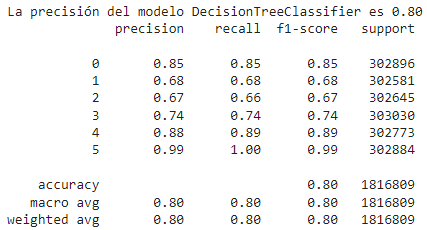 La precisión del modelo DecisionTreeClassifier es 0.80
precision recall f1-score support
0 0.85 0.85 0.85 302896
1 0.68 0.68 0.68 302581
2 0.67 0.66 0.67 302645
3 0.74 0.74 0.74 303030
4 0.88 0.89 0.89 302773
5 0.99 1.00 0.99 302884
accuracy 0.80 1816809
macro avg 0.80 0.80 0.80 1816809
weighted avg 0.80 0.80 0.80 1816809